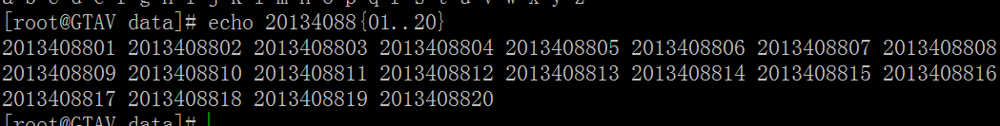 [root@GTAV data]# echo 20134088{01..20}
2013408801 2013408802 2013408803 2013408804 2013408805 2013408806 2013408807 2013408808
2013408809 2013408810 2013408811 2013408812 2013408813 2013408814 2013408815 2013408816
2013408817 2013408818 2013408819 2013408820
[root@GTAV data]#